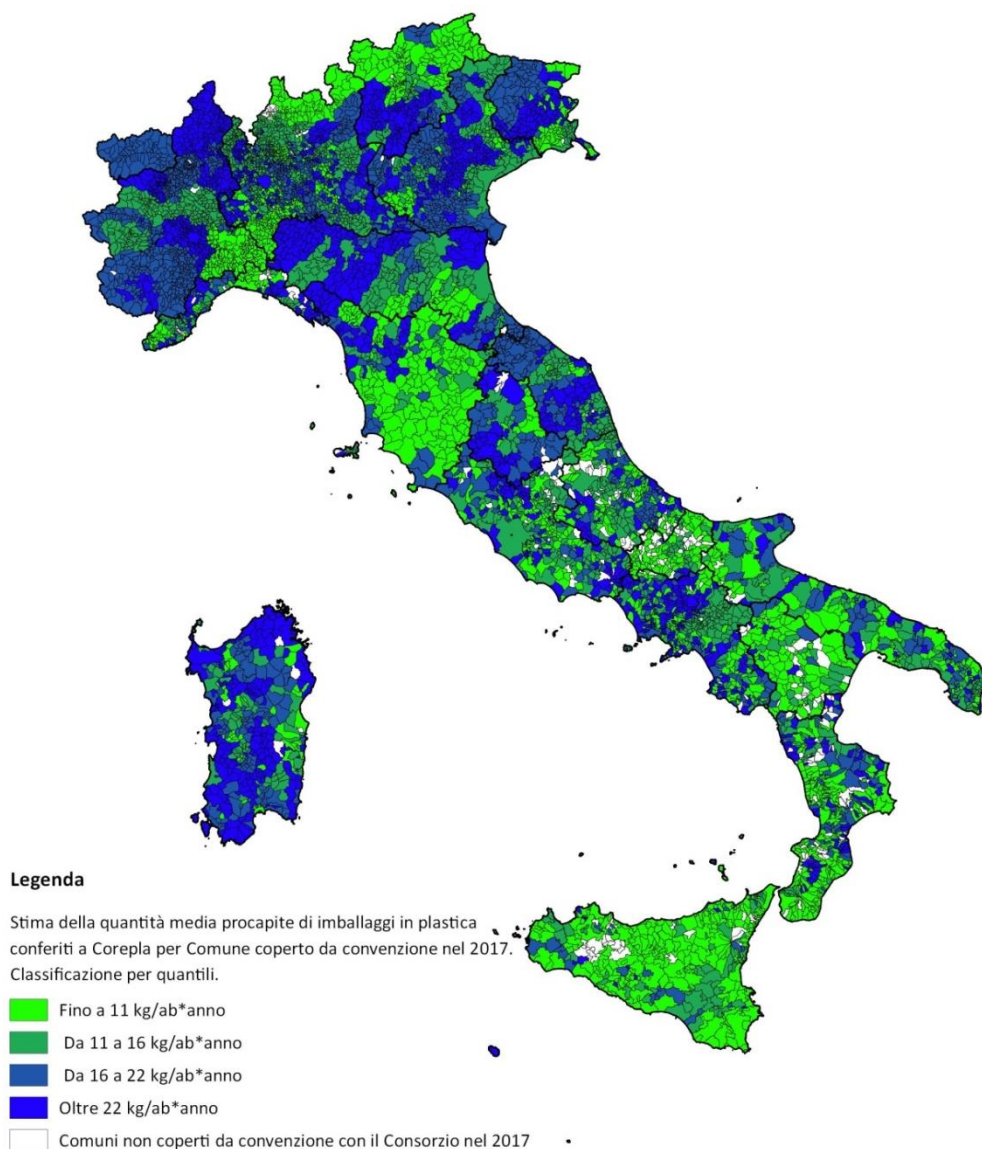 Legenda
Stima della quantità media procapite di imballaggi in plastica
conferiti a Corepla per Comune coperto da convenzione nel 2017.
Classificazione per quantili.
Fino a 11 kg/ab*anno
Da 11 a 16 kg/ab*anno
Da 16 a 22 kg/ab*anno
Oltre 22 kg/ab*anno
Comuni non coperti da convenzione con il Consorzio nel 2017